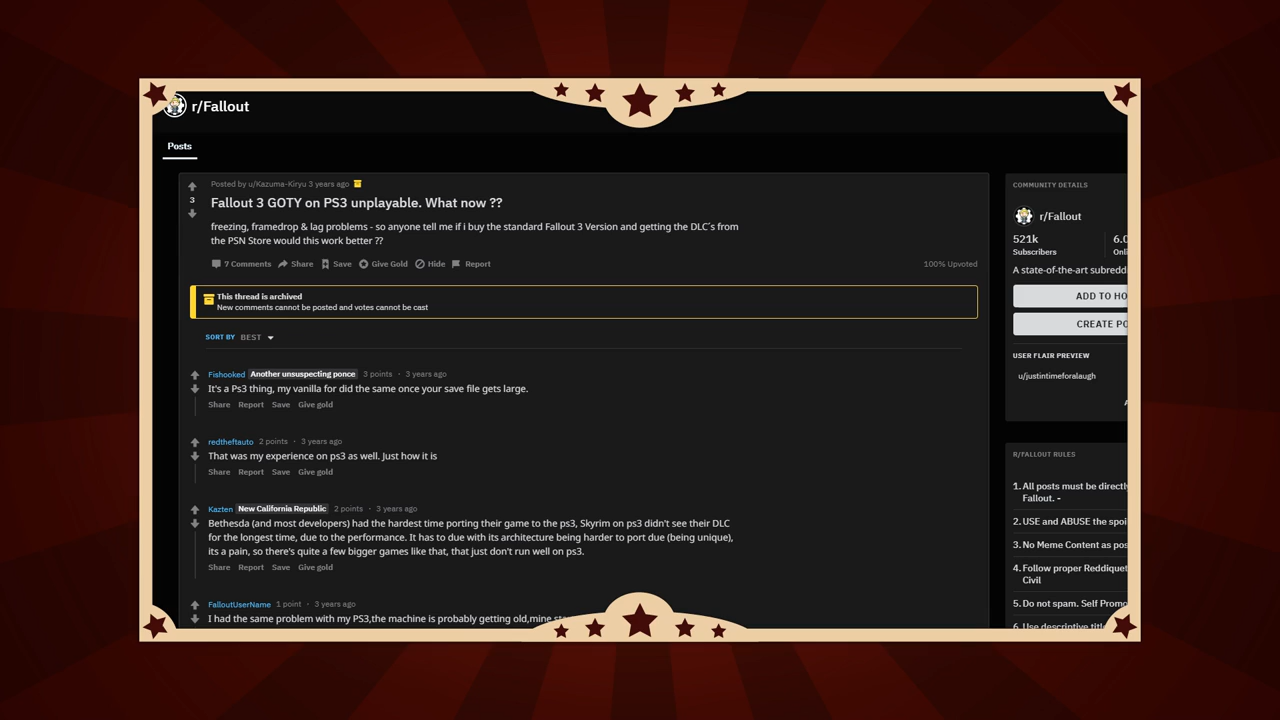 r/Fallout
Posts
3
Posted by u/Kazuma-Kiryu 3 years ago
Fallout 3 GOTY on PS3 unplayable. What now ??
freezing, framedrop & lag problems - so anyone tell me if i buy the standard Fallout 3 Version and getting the DLC´s from
the PSN Store would this work better ??
7 Comments Share Save Give Gold Hide Report 100% Upvoted
This thread is archived
New comments cannot be posted and votes cannot be cast
SORT BY BEST
Fishooked Another unsuspecting ponce 3 points · 3 years ago
It's a Ps3 thing, my vanilla for did the same once your save file gets large.
Share Report Save Give gold
redtheftauto 2 points · 3 years ago
That was my experience on ps3 as well. Just how it is
Share Report Save Give gold
Kazten New California Republic 2 points · 3 years ago
Bethesda (and most developers) had the hardest time porting their game to the ps3, Skyrim on ps3 didn't see their DLC
for the longest time, due to the performance. It has to due with its architecture being harder to port due (being unique),
its a pain, so there's quite a few bigger games like that, that just don't run well on ps3.
Share Report Save Give gold
FalloutUserName 1 point · 3 years ago
I had the same problem with my PS3,the machine is probably getting old,mine
COMMUNITY DETAILS
r/Fallout
521k 6.0
Subscribers Onli
A state-of-the-art subredd
ADD TO HO
CREATE PO
USER FLAIR PREVIEW
u/justintimeforalaugh
A
R/FALLOUT RULES
1. All posts must be directly
Fallout. -
2. USE and ABUSE the spoi
3. No Meme Content as pos
4. Follow proper Reddiquet
Civil
5. Do not spam. Self Promo
6. Use descriptive title